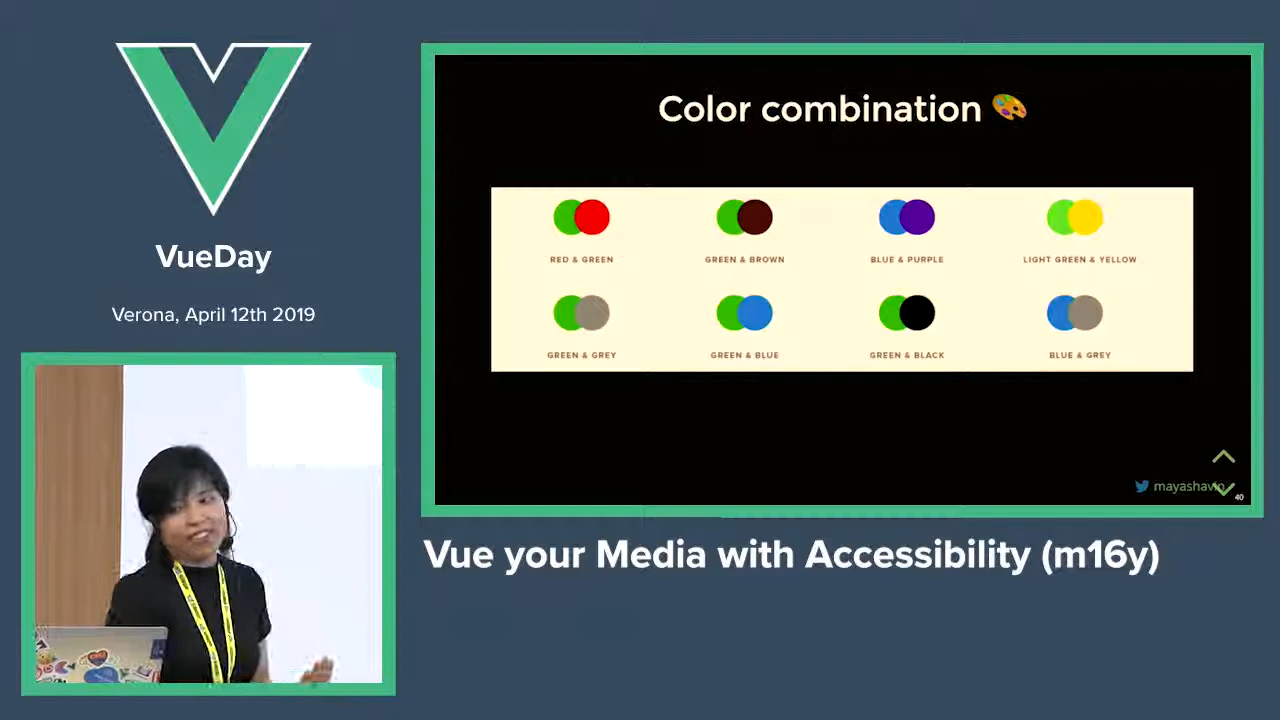 VueDay
Verona, April 12th 2019
Color combination
RED & GREEN
GREEN & BROWN
BLUE & PURPLE
LIGHT GREEN & YELLOW
GREEN & GREY
GREEN & BLUE
GREEN & BLACK
BLUE & GREY
40
Vue your Media with Accessibility (m16y)